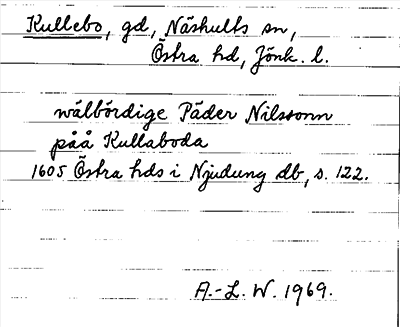 Kullebo, gd, Näshults sn,
Östra hd, Jönk. l.
wälbördige Päder Nilssonn
påå Kullaboda
1605 Östra hds i Njudung db, s. 122.
A.-L. W. 1969.